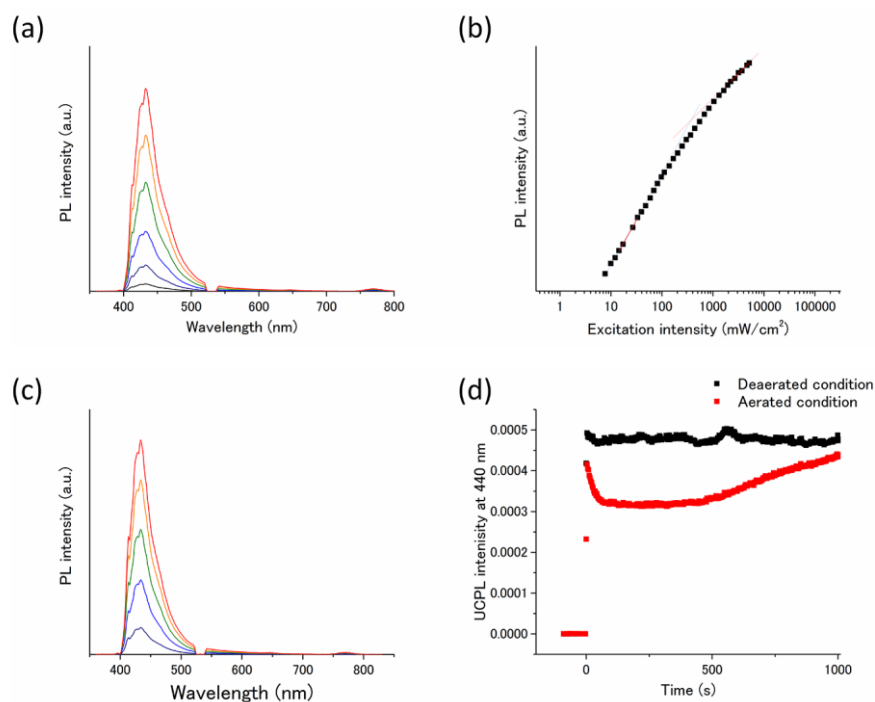 (a)
PL intensity (a.u.)
400 500 600 700 800
Wavelength (nm)
(b)
PL intensity (a.u.)
1 10 100 1000 10000 100000
Excitation intensity (mW/cm²)
(c)
PL intensity (a.u.)
400 500 600 700 800
Wavelength (nm)
(d)
Deaerated condition
Aerated condition
UCPL intenisity at 440 nm
0.0005
0.0004
0.0003
0.0002
0.0001
0.0000
0 500 1000
Time (s)